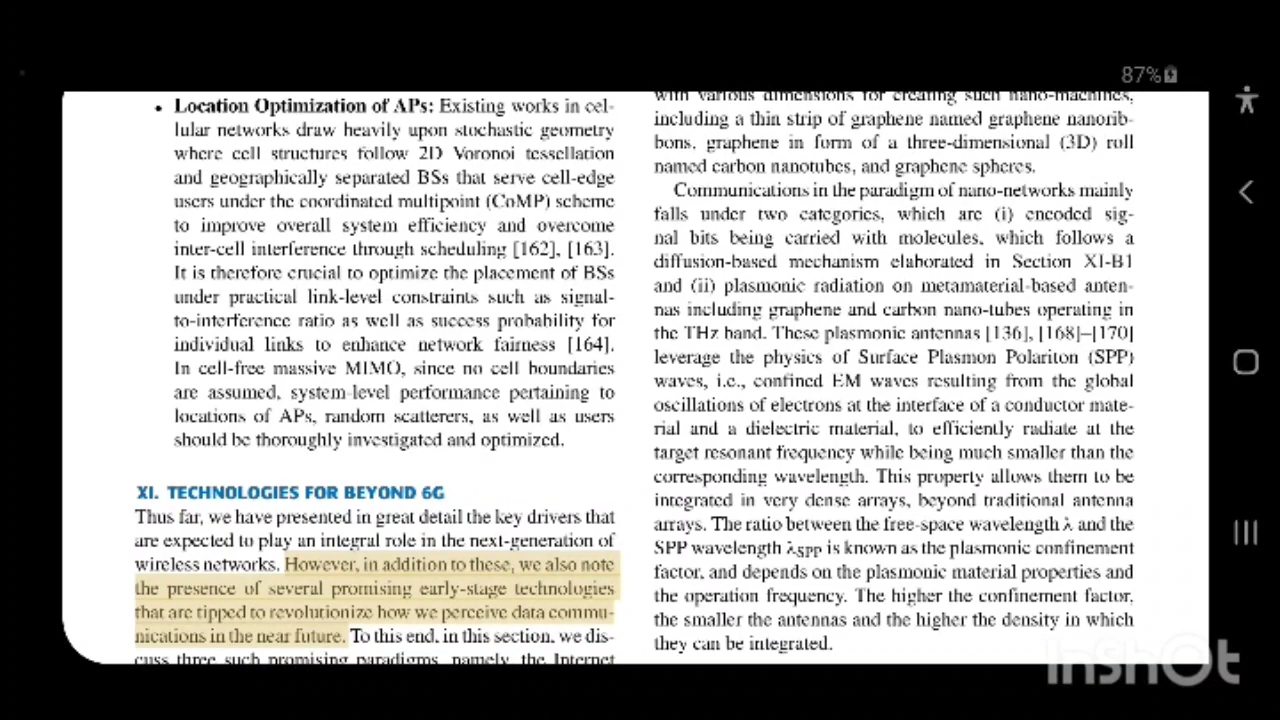 87%
• Location Optimization of APs: Existing works in cel-
lular networks draw heavily upon stochastic geometry
where cell structures follow 2D Voronoi tessellation
and geographically separated BSs that serve cell-edge
users under the coordinated multipoint (CoMP) scheme
to improve overall system efficiency and overcome
inter-cell interference through scheduling [162], [163].
It is therefore crucial to optimize the placement of BSs
under practical link-level constraints such as signal-
to-interference ratio as well as success probability for
individual links to enhance network fairness [164].
In cell-free massive MIMO, since no cell boundaries
are assumed, system-level performance pertaining to
locations of APs, random scatterers, as well as users
should be thoroughly investigated and optimized.
XI. TECHNOLOGIES FOR BEYOND 6G
Thus far, we have presented in great detail the key drivers that
are expected to play an integral role in the next-generation of
wireless networks. However, in addition to these, we also note
the presence of several promising early-stage technologies
that are tipped to revolutionize how we perceive data commu-
nications in the near future. To this end, in this section, we dis-
cuss three such promising paradigms, namely, the Internet
with various dimensions for creating such nano-machines,
including a thin strip of graphene named graphene nanorib-
bons, graphene in form of a three-dimensional (3D) roll
named carbon nanotubes, and graphene spheres.
Communications in the paradigm of nano-networks mainly
falls under two categories, which are (i) encoded sig-
nal bits being carried with molecules, which follows a
diffusion-based mechanism elaborated in Section XI-B1
and (ii) plasmonic radiation on metamaterial-based anten-
nas including graphene and carbon nano-tubes operating in
the THz band. These plasmonic antennas [136], [168]–[170]
leverage the physics of Surface Plasmon Polariton (SPP)
waves, i.e., confined EM waves resulting from the global
oscillations of electrons at the interface of a conductor mate-
rial and a dielectric material, to efficiently radiate at the
target resonant frequency while being much smaller than the
corresponding wavelength. This property allows them to be
integrated in very dense arrays, beyond traditional antenna
arrays. The ratio between the free-space wavelength λ and the
SPP wavelength λSPP is known as the plasmonic confinement
factor, and depends on the plasmonic material properties and
the operation frequency. The higher the confinement factor,
the smaller the antennas and the higher the density in which
they can be integrated.
InShOt